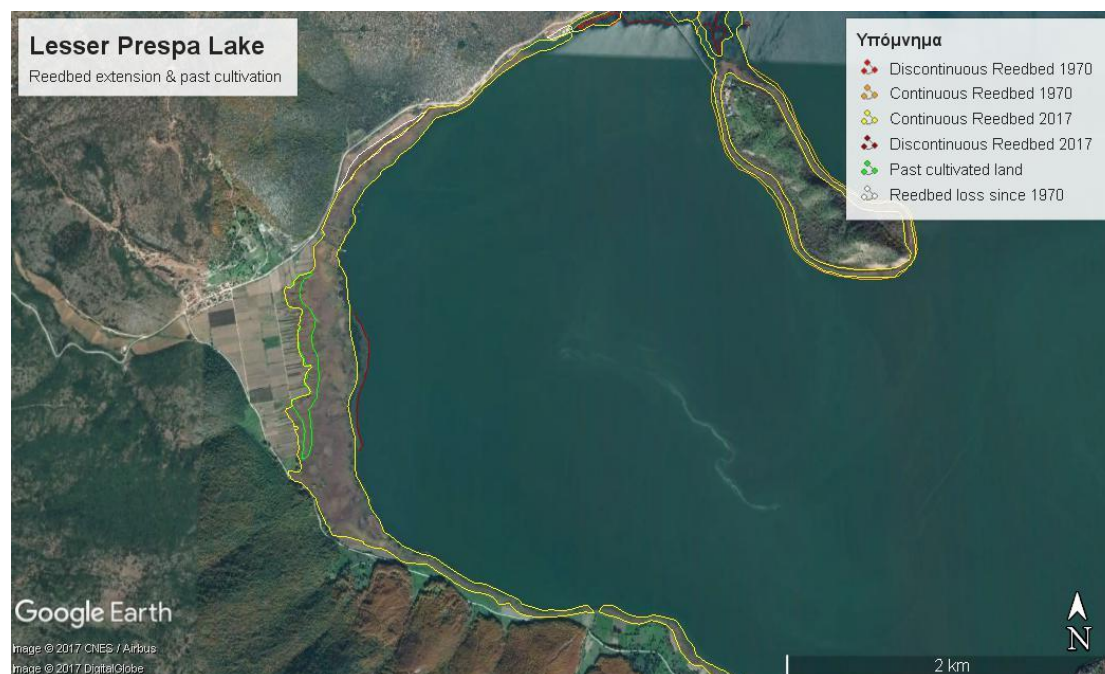 Lesser Prespa Lake
Reedbed extension & past cultivation
Υπόμνημα
Discontinuous Reedbed 1970
Continuous Reedbed 1970
Continuous Reedbed 2017
Discontinuous Reedbed 2017
Past cultivated land
Reedbed loss since 1970
Google Earth
Image © 2017 CNES / Airbus
Image © 2017 DigitalGlobe
N
2 km